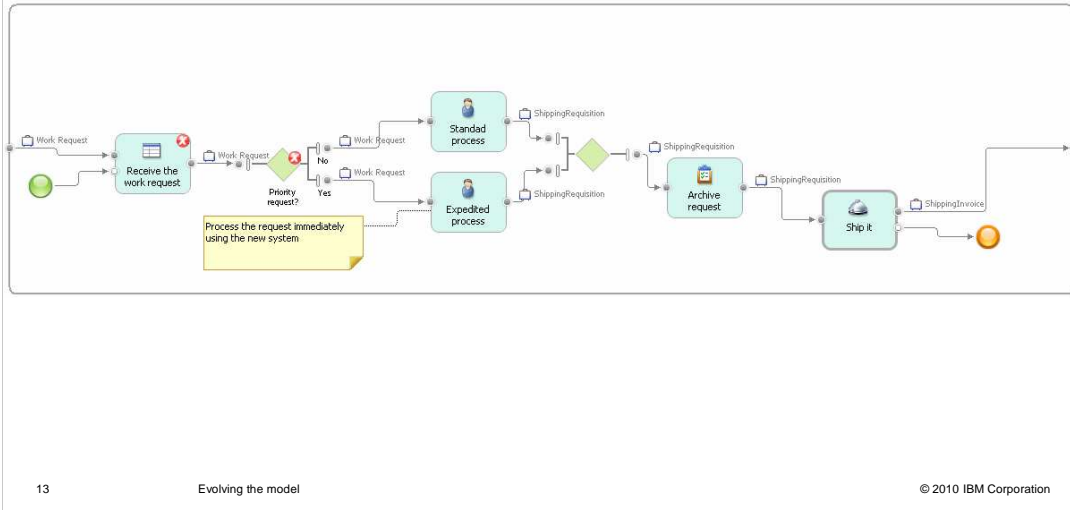 Work Request
Receive the
work request
Work Request
Priority
request?
No
Yes
Work Request
Work Request
Standad
process
Expedited
process
Process the request immediately
using the new system
ShippingRequisition
ShippingRequisition
ShippingRequisition
Archive
request
ShippingRequisition
Ship it
ShippingInvoice
13
Evolving the model
© 2010 IBM Corporation